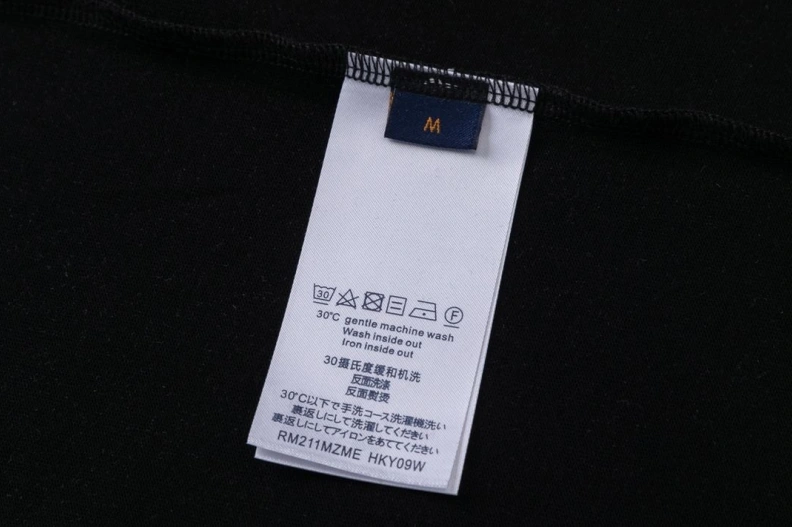 M
30
F
30°C gentle machine wash
Wash inside out
Iron inside out
30摄氏度缓和机洗
反面洗涤
反面熨烫
30°C以下で手洗コース洗濯機洗い
裏返しにして洗濯してください
裏返しにしてアイロンをあててください
RM211MZME HKY09W